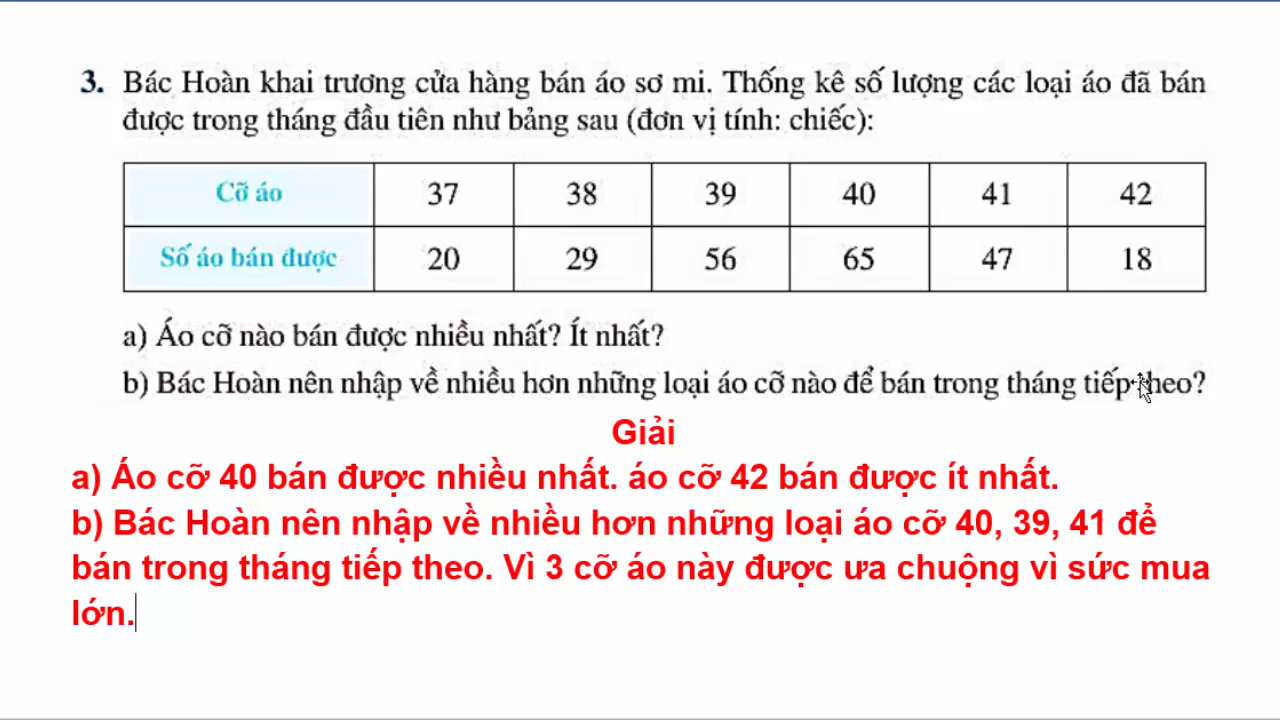 3. Bác Hoàn khai trương cửa hàng bán áo sơ mi. Thống kê số lượng các loại áo đã bán
được trong tháng đầu tiên như bảng sau (đơn vị tính: chiếc):
Cỡ áo 37 38 39 40 41 42
Số áo bán được 20 29 56 65 47 18
a) Áo cỡ nào bán được nhiều nhất? Ít nhất?
b) Bác Hoàn nên nhập về nhiều hơn những loại áo cỡ nào để bán trong tháng tiếp theo?
Giải
a) Áo cỡ 40 bán được nhiều nhất. áo cỡ 42 bán được ít nhất.
b) Bác Hoàn nên nhập về nhiều hơn những loại áo cỡ 40, 39, 41 để
bán trong tháng tiếp theo. Vì 3 cỡ áo này được ưa chuộng vì sức mua
lớn.